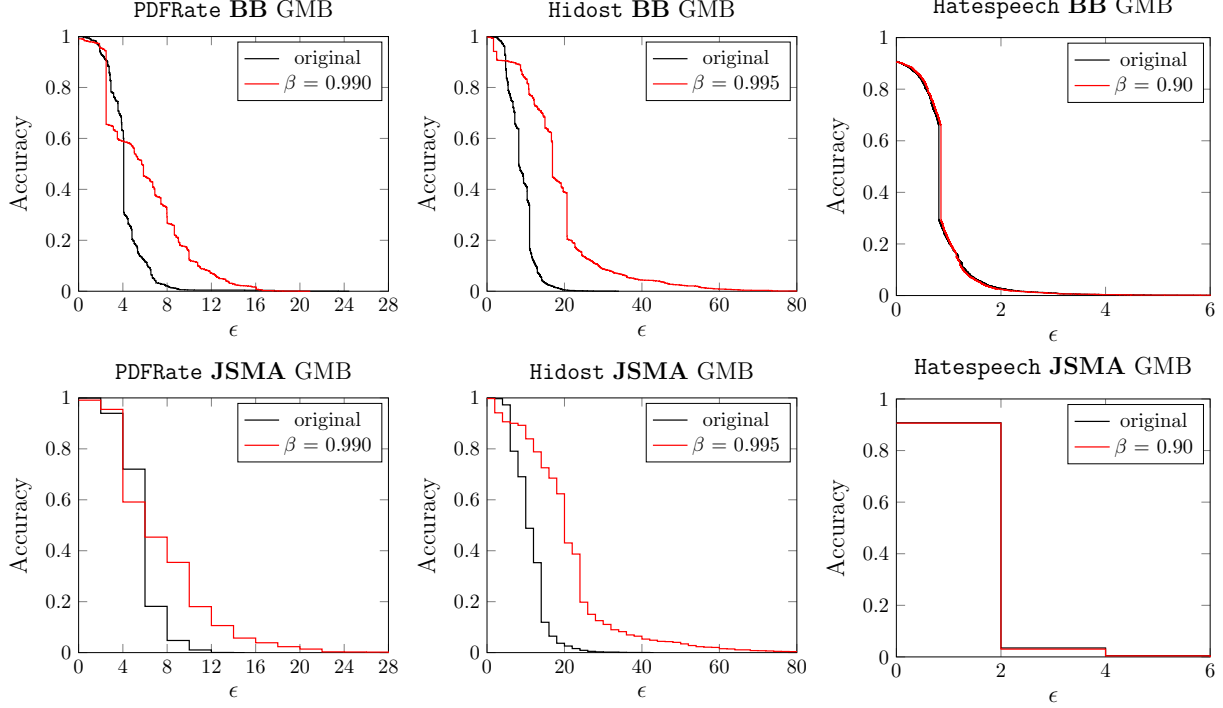 PDFRate BB GMB
1
0.8
0.6
0.4
0.2
0
Accuracy
0 4 8 12 16 20 24 28
ϵ
original
β = 0.990
Hidost BB GMB
1
0.8
0.6
0.4
0.2
0
Accuracy
0 20 40 60 80
ϵ
original
β = 0.995
Hatespeech BB GMB
1
0.8
0.6
0.4
0.2
0
Accuracy
0 2 4 6
ϵ
original
β = 0.90
PDFRate JSMA GMB
1
0.8
0.6
0.4
0.2
0
Accuracy
0 4 8 12 16 20 24 28
ϵ
original
β = 0.990
Hidost JSMA GMB
1
0.8
0.6
0.4
0.2
0
Accuracy
0 20 40 60 80
ϵ
original
β = 0.995
Hatespeech JSMA GMB
1
0.8
0.6
0.4
0.2
0
Accuracy
0 2 4 6
ϵ
original
β = 0.90